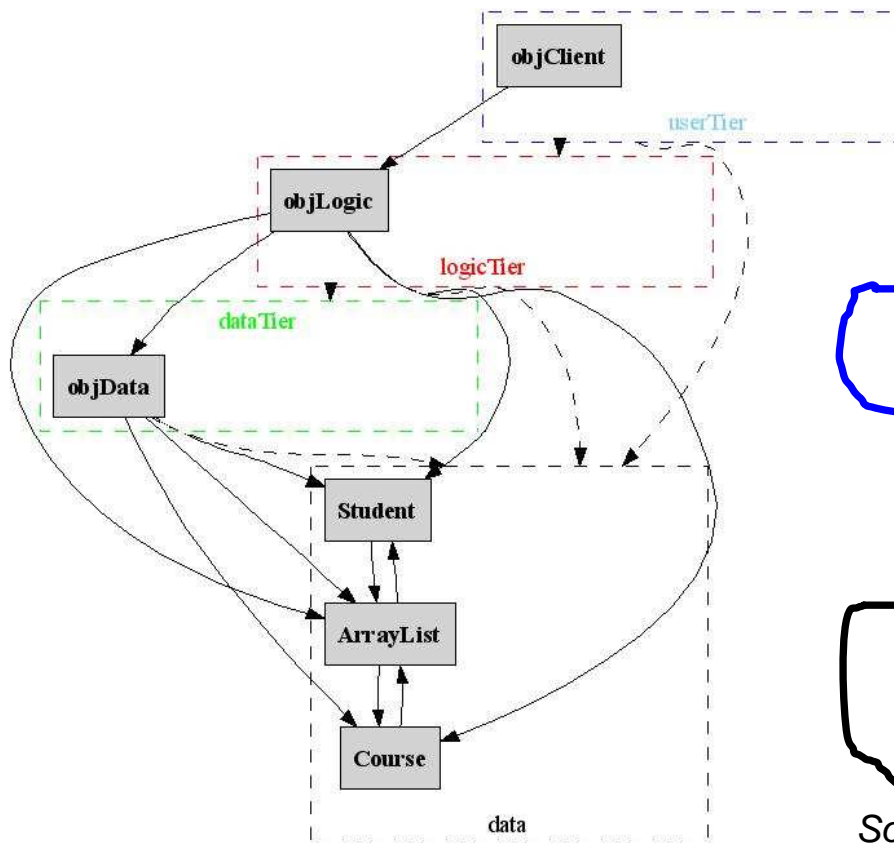 objClient
userTier
objLogic
logicTier
dataTier
objData
Student
ArrayList
Course
data